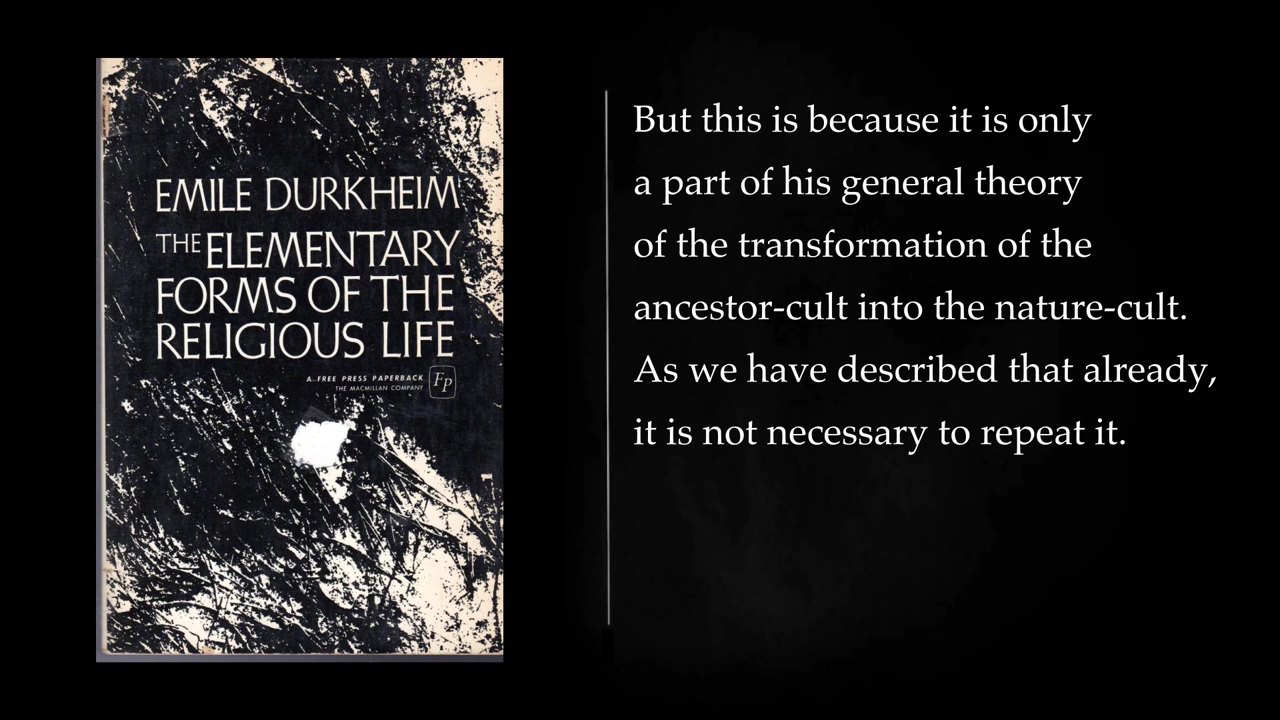 EMILE DURKHEIM
THE ELEMENTARY
FORMS OF THE
RELIGIOUS LIFE
A FREE PRESS PAPERBACK
THE MACMILLAN COMPANY
Fp
But this is because it is only
a part of his general theory
of the transformation of the
ancestor-cult into the nature-cult.
As we have described that already,
it is not necessary to repeat it.